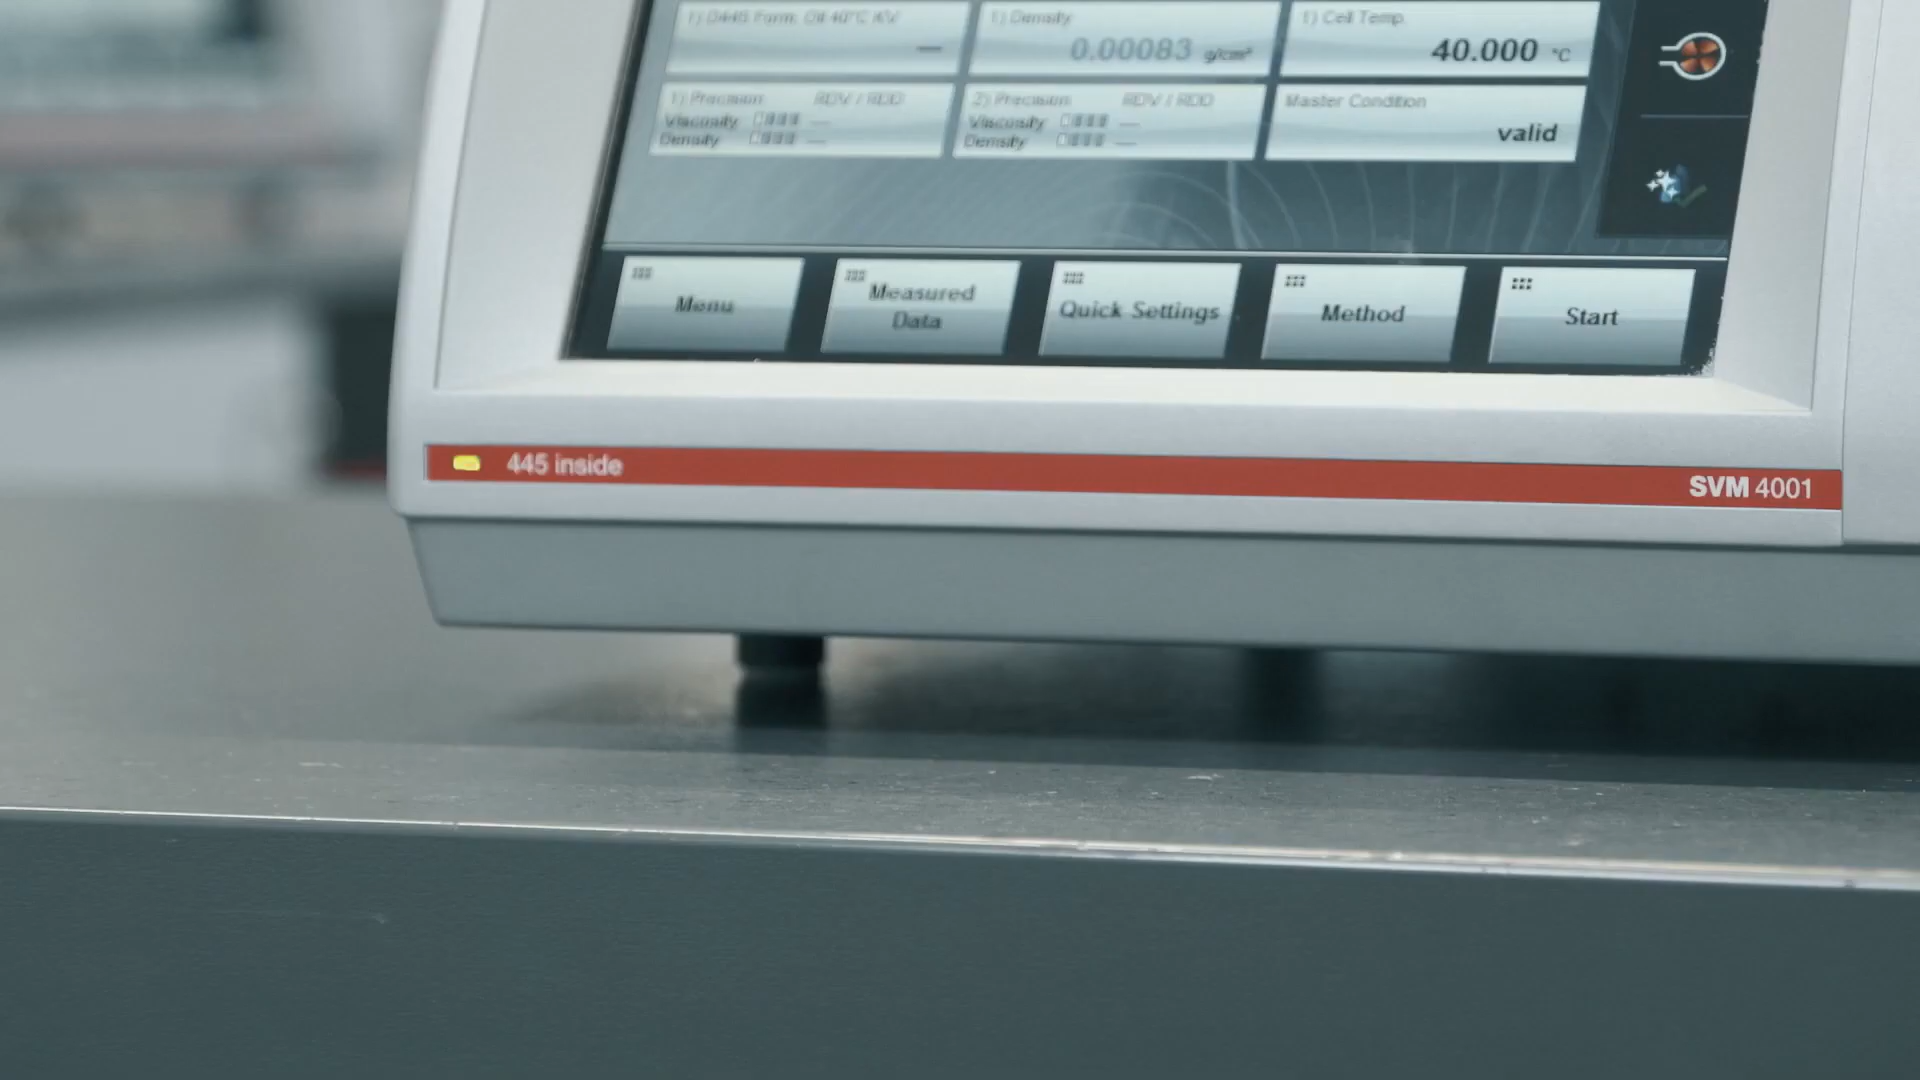 1) D445 Form. Oil 40°C KV
—
1) Density
0.00083 g/cm³
1) Cell Temp.
40.000 °C
1) Precision RDV / RDD
Viscosity —
Density —
2) Precision RDV / RDD
Viscosity —
Density —
Master Condition
valid
Menu
Measured
Data
Quick Settings
Method
Start
445 inside
SVM 4001